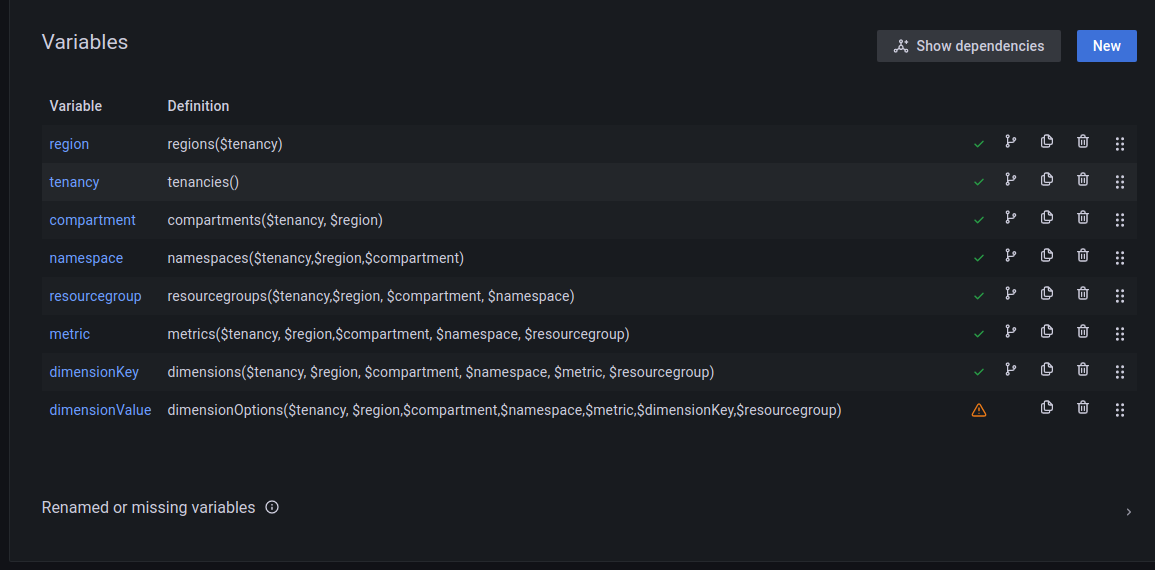 Variables
Show dependencies
New
Variable Definition
region regions($tenancy)
tenancy tenancies()
compartment compartments($tenancy, $region)
namespace namespaces($tenancy,$region,$compartment)
resourcegroup resourcegroups($tenancy,$region, $compartment, $namespace)
metric metrics($tenancy, $region,$compartment, $namespace, $resourcegroup)
dimensionKey dimensions($tenancy, $region, $compartment, $namespace, $metric, $resourcegroup)
dimensionValue dimensionOptions($tenancy, $region,$compartment,$namespace,$metric,$dimensionKey,$resourcegroup)
Renamed or missing variables